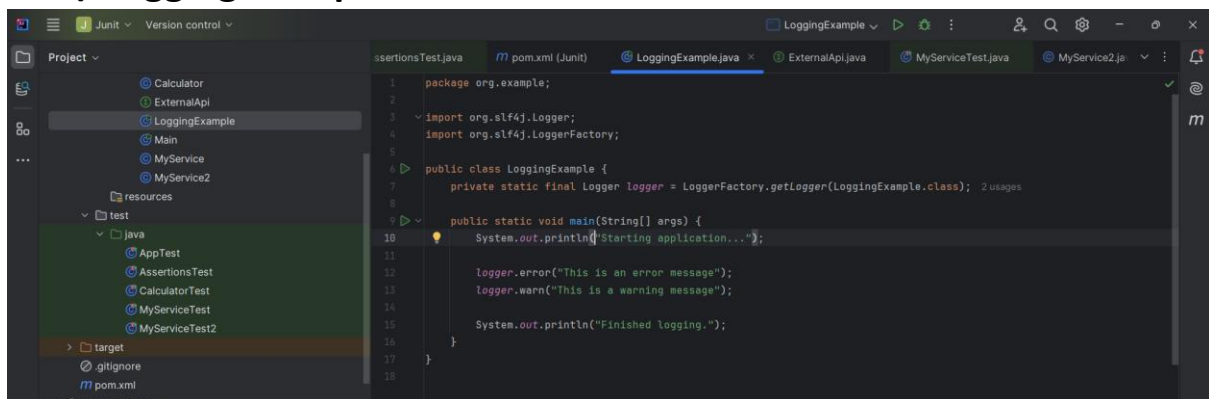 Junit
Version control
LoggingExample
Project
ssertionsTest.java
pom.xml (Junit)
LoggingExample.java
ExternalApi.java
MyServiceTest.java
MyService2.ja
Calculator
ExternalApi
LoggingExample
Main
MyService
MyService2
resources
test
java
AppTest
AssertionsTest
CalculatorTest
MyServiceTest
MyServiceTest2
target
.gitignore
pom.xml
1 package org.example;
2
3 import org.slf4j.Logger;
4 import org.slf4j.LoggerFactory;
5
6 public class LoggingExample {
7 private static final Logger logger = LoggerFactory.getLogger(LoggingExample.class); 2 usages
8
9 public static void main(String[] args) {
10 System.out.println("Starting application...");
11
12 logger.error("This is an error message");
13 logger.warn("This is a warning message");
14
15 System.out.println("Finished logging.");
16 }
17 }
18